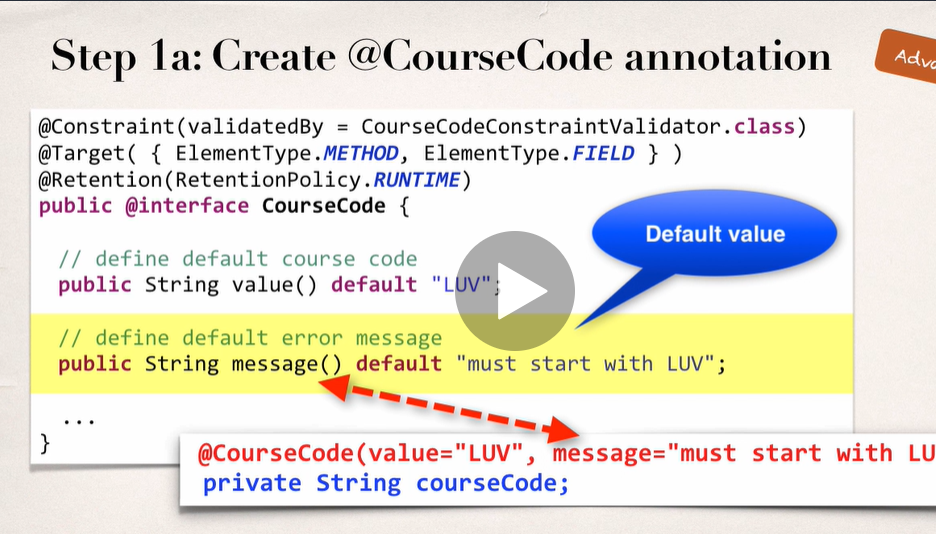 Step 1a: Create @CourseCode annotation
@Constraint(validatedBy = CourseCodeConstraintValidator.class)
@Target( { ElementType.METHOD, ElementType.FIELD } )
@Retention(RetentionPolicy.RUNTIME)
public @interface CourseCode {
Default value
// define default course code
public String value() default "LUV";
// define default error message
public String message() default "must start with LUV";
...
}
@CourseCode(value="LUV", message="must start with LU
private String courseCode;